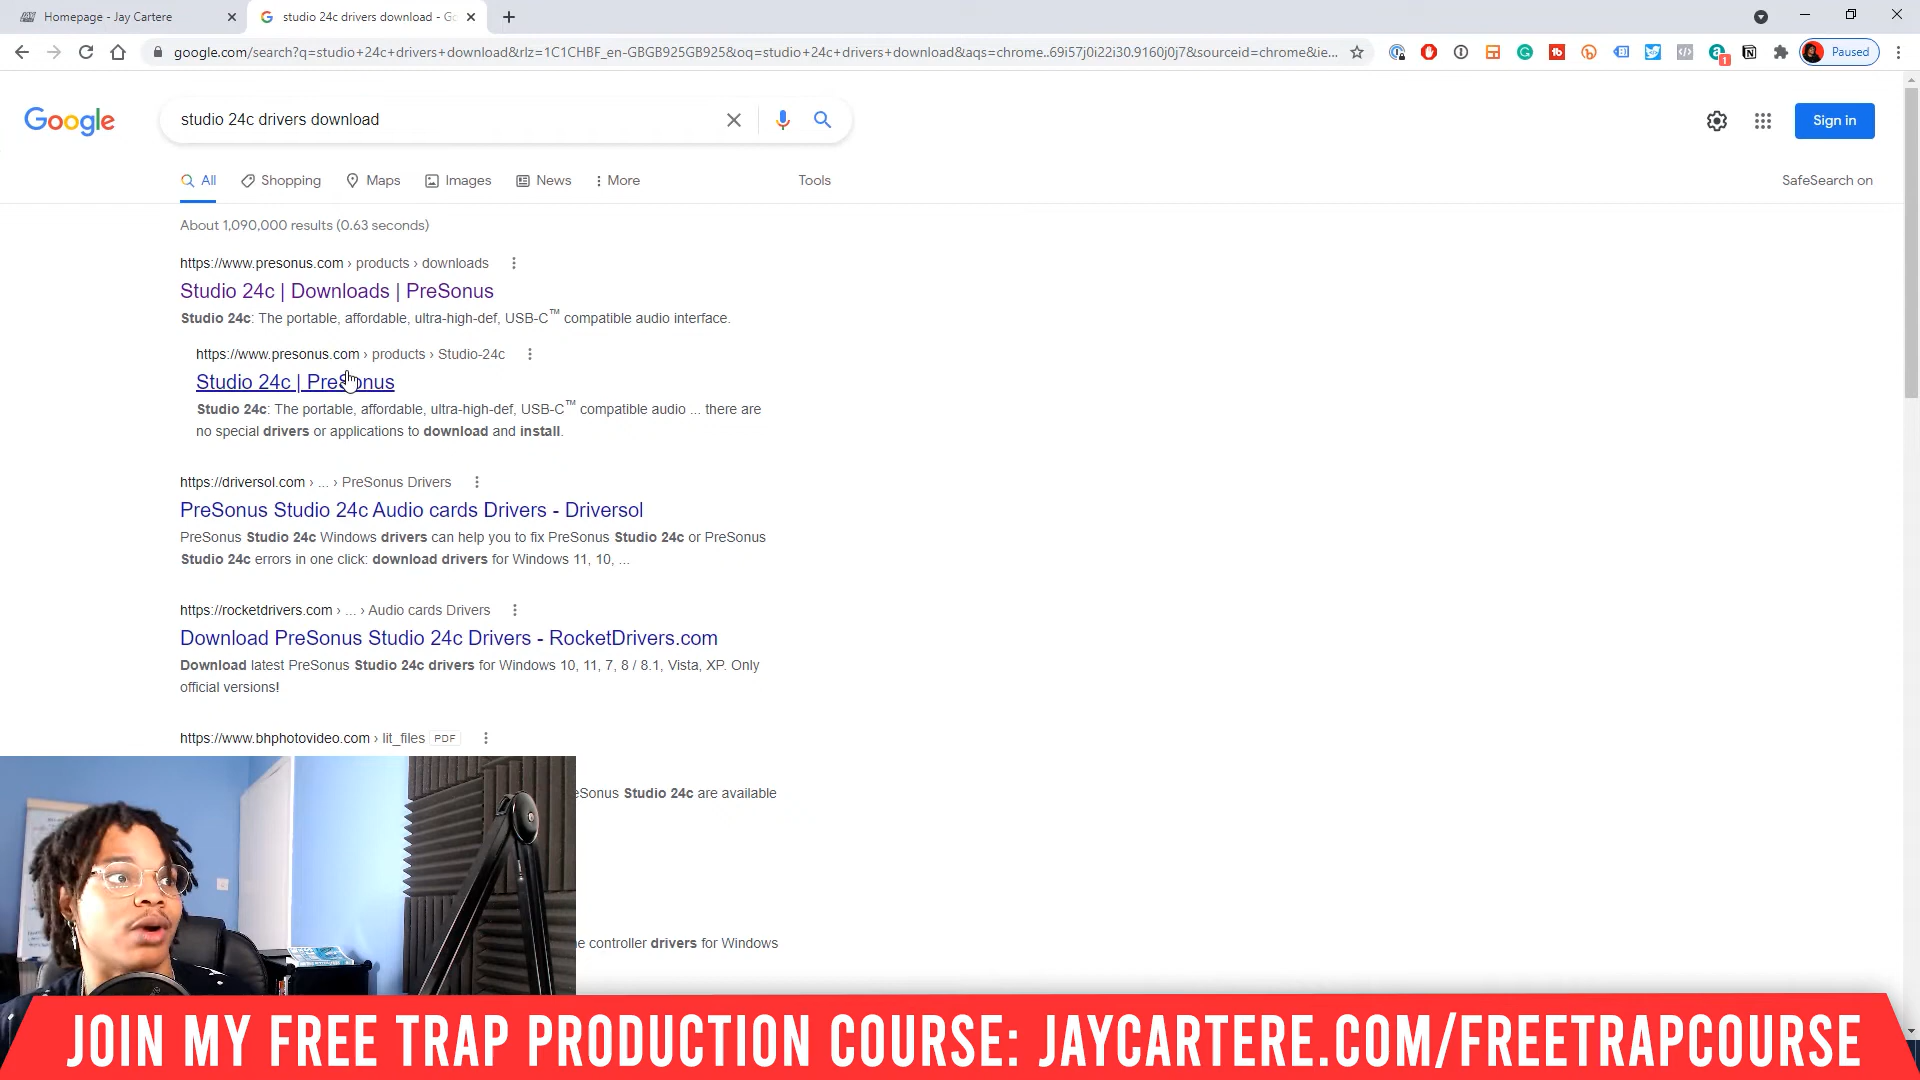 Homepage - Jay Cartere
studio 24c drivers download - Go
google.com/search?q=studio+24c+drivers+download&rlz=1C1CHBF_en-GBGB925GB925&oq=studio+24c+drivers+download&aqs=chrome..69i57j0i22i30.9160j0j7&sourceid=chrome&ie...
1
Paused
Google
studio 24c drivers download
Sign in
All
Shopping
Maps
Images
News
More
Tools
SafeSearch on
About 1,090,000 results (0.63 seconds)
https://www.presonus.com › products › downloads
Studio 24c | Downloads | PreSonus
Studio 24c: The portable, affordable, ultra-high-def, USB-C™ compatible audio interface.
https://www.presonus.com › products › Studio-24c
Studio 24c | PreSonus
Studio 24c: The portable, affordable, ultra-high-def, USB-C™ compatible audio ... there are
no special drivers or applications to download and install.
https://driversol.com › ... › PreSonus Drivers
PreSonus Studio 24c Audio cards Drivers - Driversol
PreSonus Studio 24c Windows drivers can help you to fix PreSonus Studio 24c or PreSonus
Studio 24c errors in one click: download drivers for Windows 11, 10, ...
https://rocketdrivers.com › ... › Audio cards Drivers
Download PreSonus Studio 24c Drivers - RocketDrivers.com
Download latest PreSonus Studio 24c drivers for Windows 10, 11, 7, 8 / 8.1, Vista, XP. Only
official versions!
https://www.bhphotovideo.com › lit_files PDF
eSonus Studio 24c are available
e controller drivers for Windows
JOIN MY FREE TRAP PRODUCTION COURSE: JAYCARTERE.COM/FREETRAPCOURSE